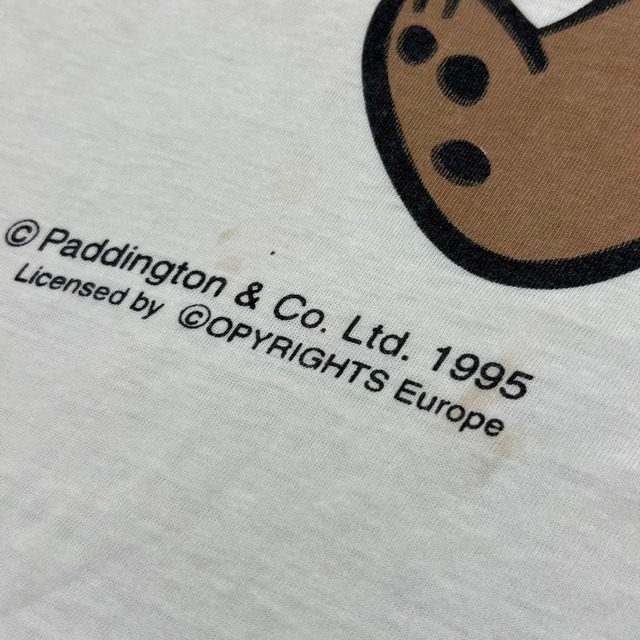 © Paddington & Co. Ltd. 1995
Licensed by ©OPYRIGHTS Europe